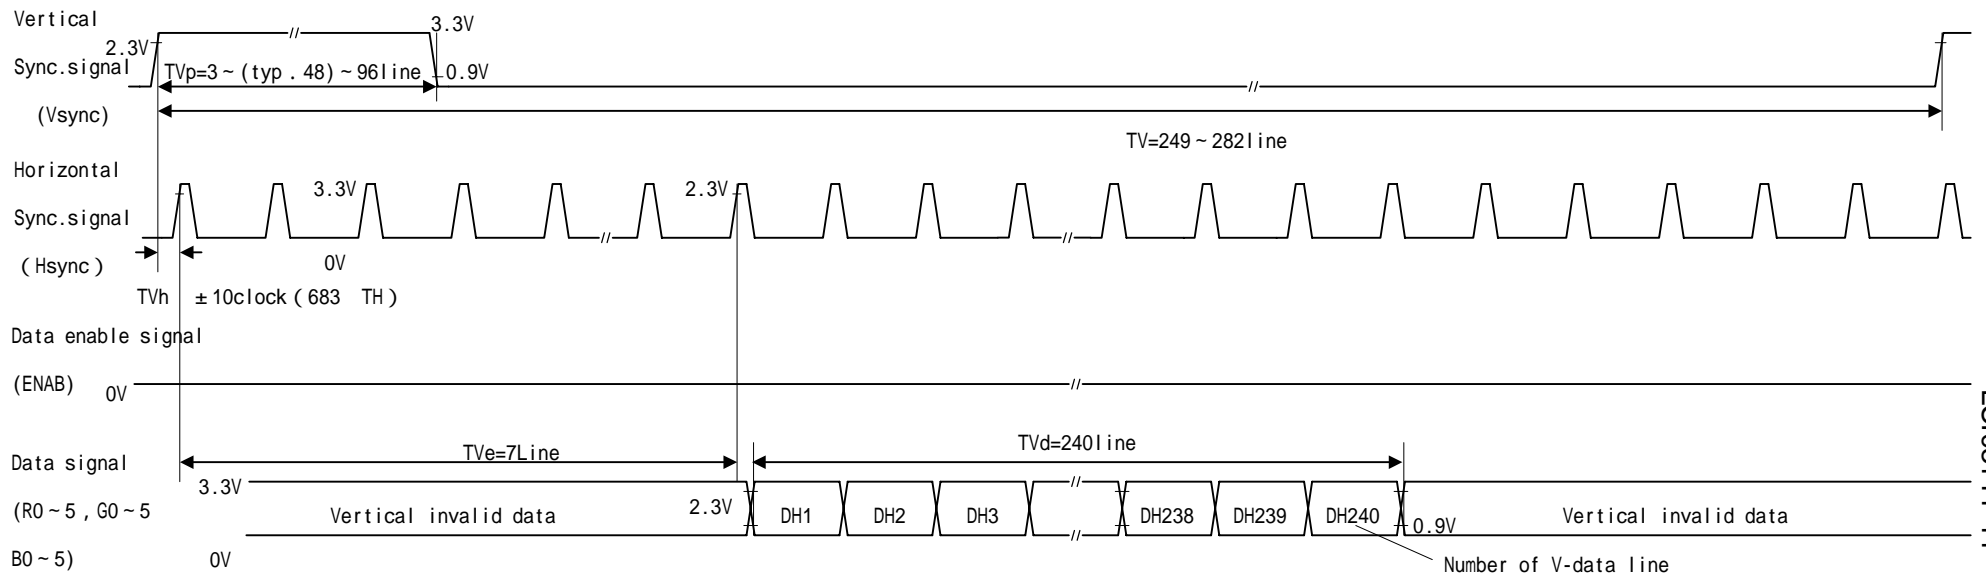 Vertical
Sync.signal
(Vsync)
2.3V
3.3V
TVp=3~(typ.48)~96line
0.9V
TV=249~282line
Horizontal
Sync.signal
(Hsync)
3.3V
2.3V
0V
TVh ±10clock(683 TH)
Data enable signal
(ENAB) 0V
TVe=7Line
TVd=240line
Data signal
(R0~5,G0~5
B0~5)
3.3V
0V
Vertical invalid data
2.3V
DH1
DH2
DH3
DH238
DH239
DH240
0.9V
Vertical invalid data
Number of V-data line